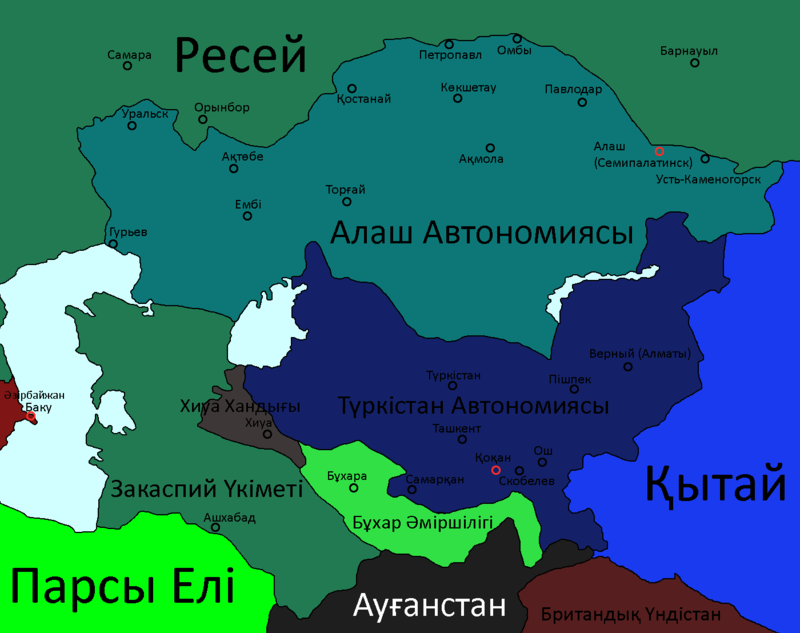 Самара
Ресей
Петропавл
Омбы
Барнауыл
Қостанай
Көкшетау
Павлодар
Уральск
Орынбор
Ақтөбе
Ақмола
Алаш
(Семипалатинск)
Усть-Каменогорск
Торғай
Ембі
Гурьев
Алаш Автономиясы
Верный (Алматы)
Түркістан
Пішпек
Әзірбайжан
Баку
Хиуа Хандығы
Хиуа
Түркістан Автономиясы
Ташкент
Ош
Қоқан
Скобелев
Самарқан
Бұхара
Қытай
Закаспий Үкіметі
Ашхабад
Бұхар Әміршілігі
Парсы Елі
Ауғанстан
Британдық Үндістан